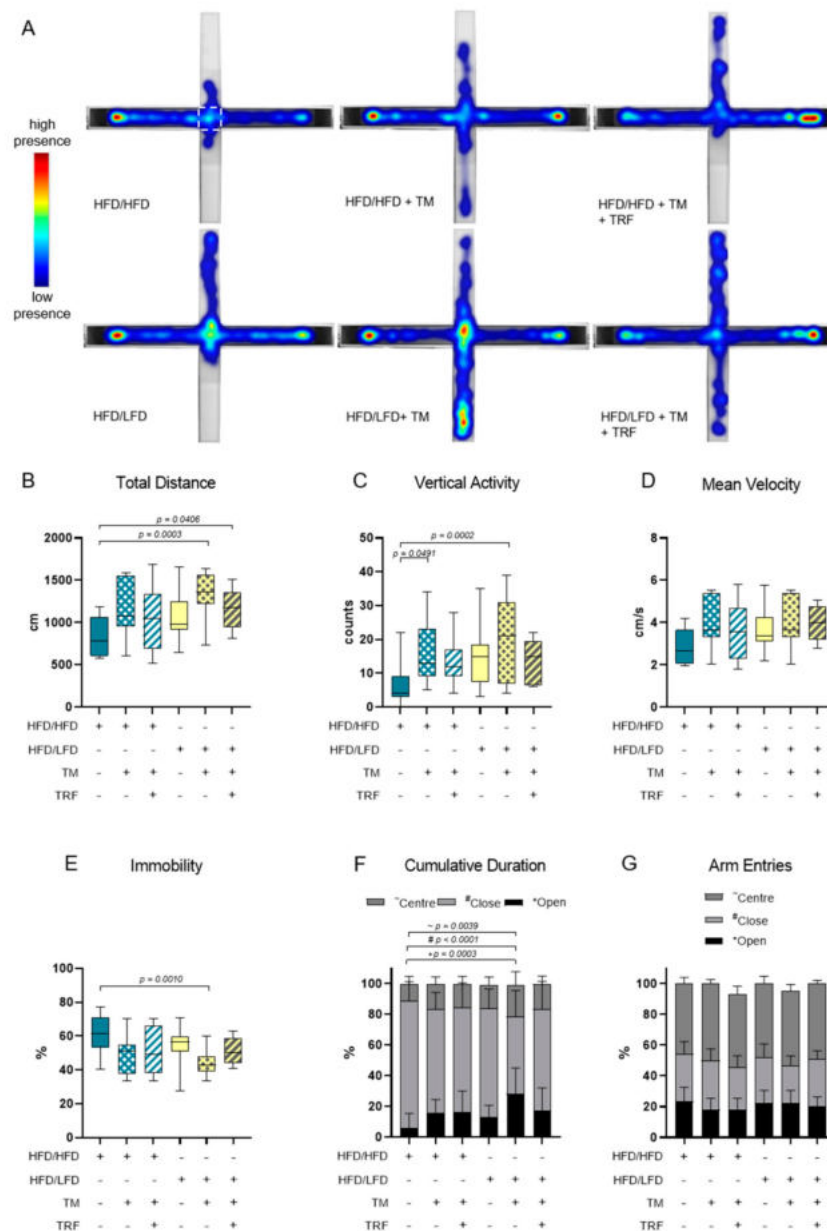 A
high
presence
low
presence
HFD/HFD
HFD/HFD + TM
HFD/HFD + TM
+ TRF
HFD/LFD
HFD/LFD+ TM
HFD/LFD + TM
+ TRF
B Total Distance
p = 0.0406
p = 0.0003
2000
1500
1000
500
0
cm
HFD/HFD + + + - - -
HFD/LFD - - - + + +
TM - + + - + +
TRF - - + - - +
C Vertical Activity
p = 0.0002
p = 0.0491
50
40
30
20
10
0
counts
HFD/HFD + + + - - -
HFD/LFD - - - + + +
TM - + + - + +
TRF - - + - - +
D Mean Velocity
8
6
4
2
0
cm/s
HFD/HFD + + + - - -
HFD/LFD - - - + + +
TM - + + - + +
TRF - - + - - +
E Immobility
p = 0.0010
100
80
60
40
20
0
%
HFD/HFD + + + - - -
HFD/LFD - - - + + +
TM - + + - + +
TRF - - + - - +
F Cumulative Duration
~Centre #Close *Open
~ p = 0.0039
# p < 0.0001
* p < 0.0003
100
80
60
40
20
0
%
HFD/HFD + + + - - -
HFD/LFD - - - + + +
TM - + + - + +
TRF - - + - - +
G Arm Entries
~Centre
#Close
*Open
100
80
60
40
20
0
%
HFD/HFD + + + - - -
HFD/LFD - - - + + +
TM - + + - + +
TRF - - + - - +